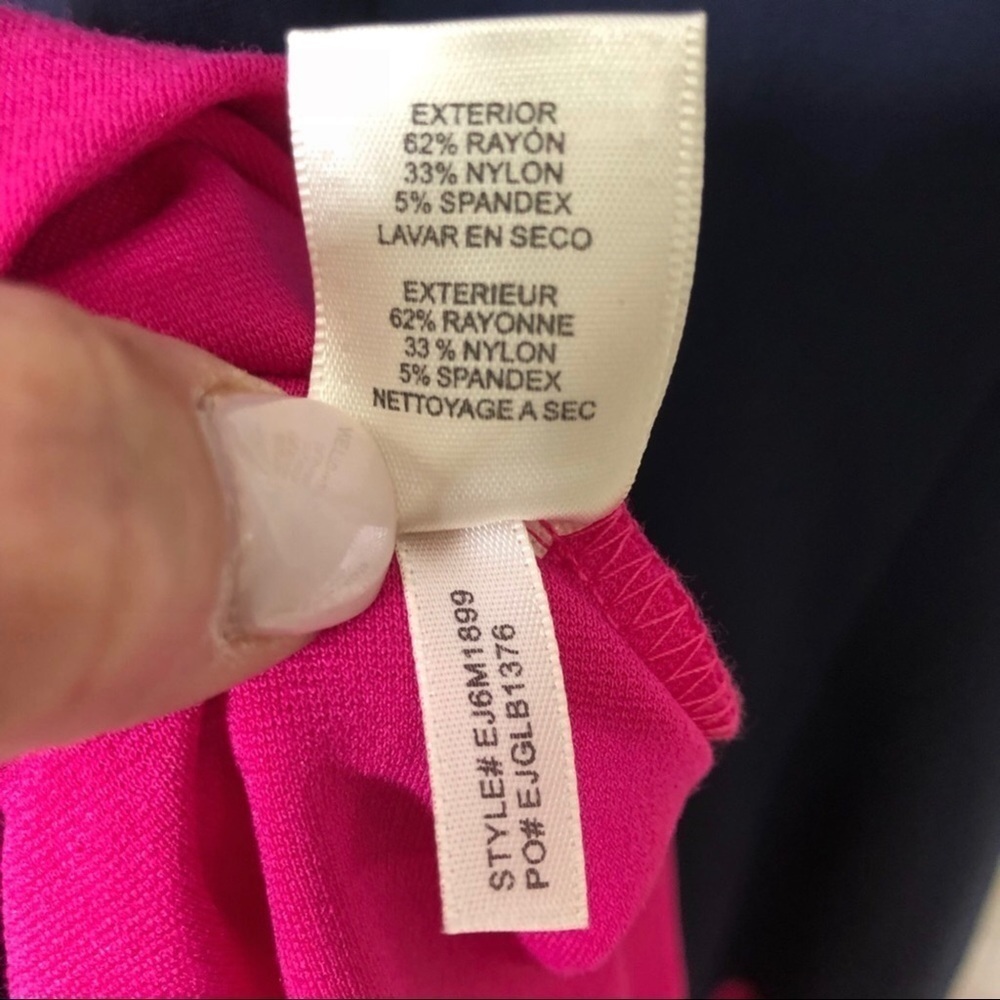 EXTERIOR
62% RAYÓN
33% NYLON
5% SPANDEX
LAVAR EN SECO
EXTERIEUR
62% RAYONNE
33 % NYLON
5% SPANDEX
NETTOYAGE A SEC
STYLE# EJ6M1899
PO# EJGLB1376